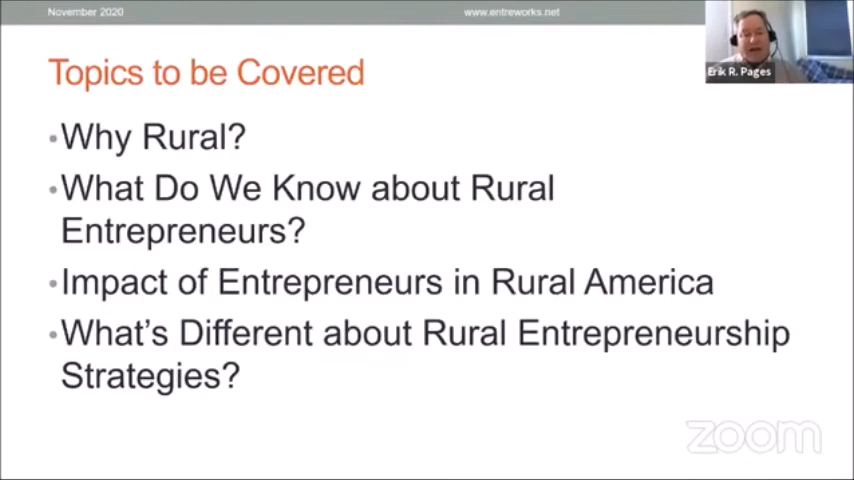 November 2020
www.entreworks.net
Erik R. Pages
Topics to be Covered
•Why Rural?
•What Do We Know about Rural
Entrepreneurs?
•Impact of Entrepreneurs in Rural America
•What's Different about Rural Entrepreneurship
Strategies?
zoom